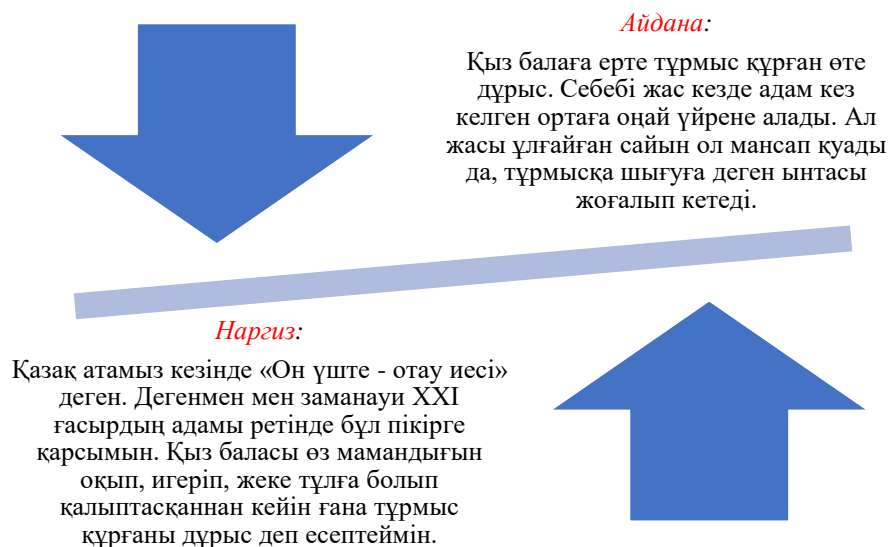 Айдана:
Қыз балаға ерте тұрмыс құрған өте
дұрыс. Себебі жас кезде адам кез
келген ортаға оңай үйрене алады. Ал
жасы ұлғайған сайын ол мансап қуады
да, тұрмысқа шығуға деген ынтасы
жоғалып кетеді.
Наргиз:
Қазақ атамыз кезінде «Он үште - отау иесі»
деген. Дегенмен мен заманауи XXI
ғасырдың адамы ретінде бұл пікірге
қарсымын. Қыз баласы өз мамандығын
оқып, игеріп, жеке тұлға болып
қалыптасқаннан кейін ғана тұрмыс
құрғаны дұрыс деп есептеймін.